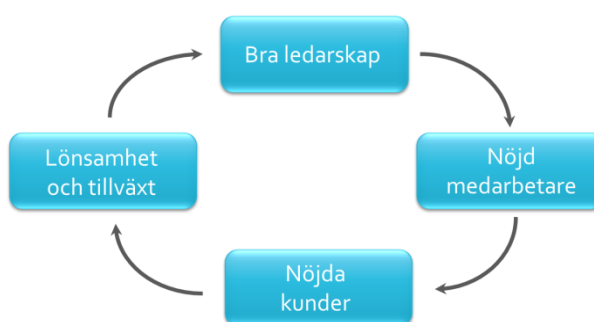 Bra ledarskap
Nöjd
medarbetare
Nöjda
kunder
Lönsamhet
och tillväxt